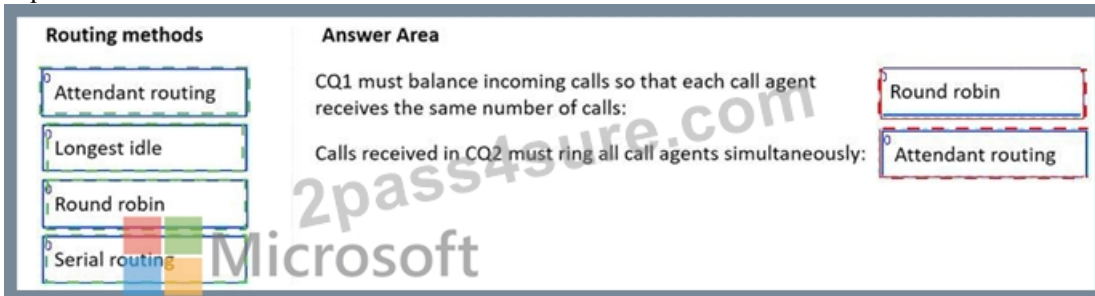 Routing methods
Answer Area
Attendant routing
Longest idle
Round robin
Serial routing
CQ1 must balance incoming calls so that each call agent
receives the same number of calls:
Round robin
Calls received in CQ2 must ring all call agents simultaneously:
Attendant routing
2pass4sure.com
Microsoft